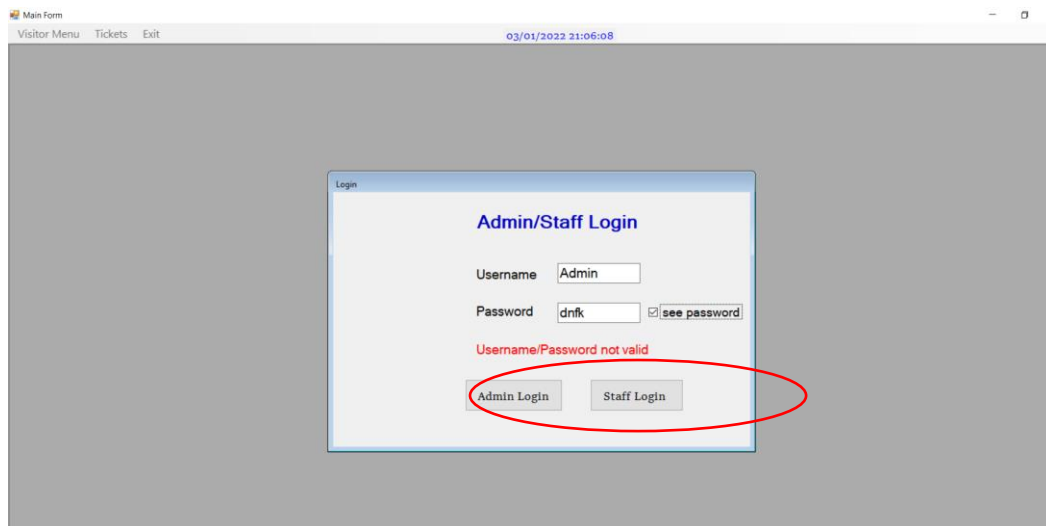 Main Form
Visitor Menu Tickets Exit 03/01/2022 21:06:08
Login
Admin/Staff Login
Username Admin
Password dnfk see password
Username/Password not valid
Admin Login Staff Login